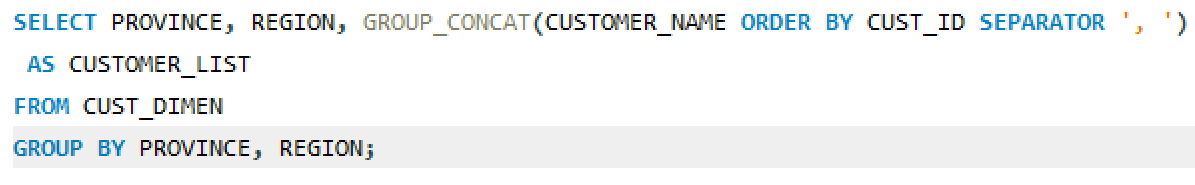 SELECT PROVINCE, REGION, GROUP_CONCAT(CUSTOMER_NAME ORDER BY CUST_ID SEPARATOR ', ')
AS CUSTOMER_LIST
FROM CUST_DIMEN
GROUP BY PROVINCE, REGION;